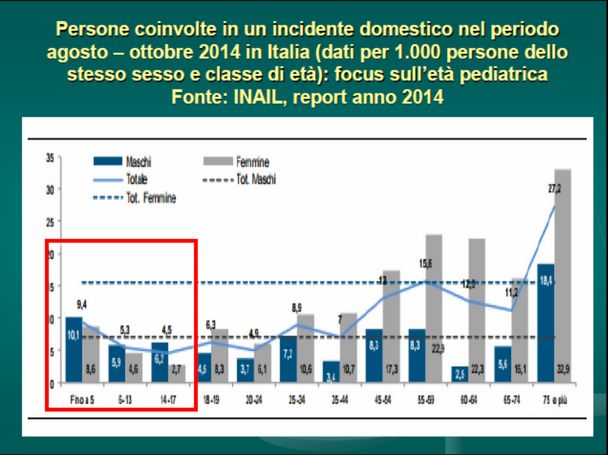 Persone coinvolte in un incidente domestico nel periodo
agosto – ottobre 2014 in Italia (dati per 1.000 persone dello
stesso sesso e classe di età): focus sull'età pediatrica
Fonte: INAIL, report anno 2014
35
Maschi Femmine
30
Totale Tot. Maschi
27,2
Tot. Femmine
25
20
15,6
18,4
15
13
12,5
11,2
10
9,4
8,9
5,3 4,5 6,3 4,9 7
10,1 8,6 5,9 4,6 6,2 2,7 4,5 8,3 3,7 6,1 7,2 10,6 3,4 10,7 8,3 17,3 8,3 22,9 2,5 22,3 5,6 16,1 32,9
5
0
Fino a 5 6-13 14-17 18-19 20-24 25-34 35-44 45-54 55-59 60-64 65-74 75 e più